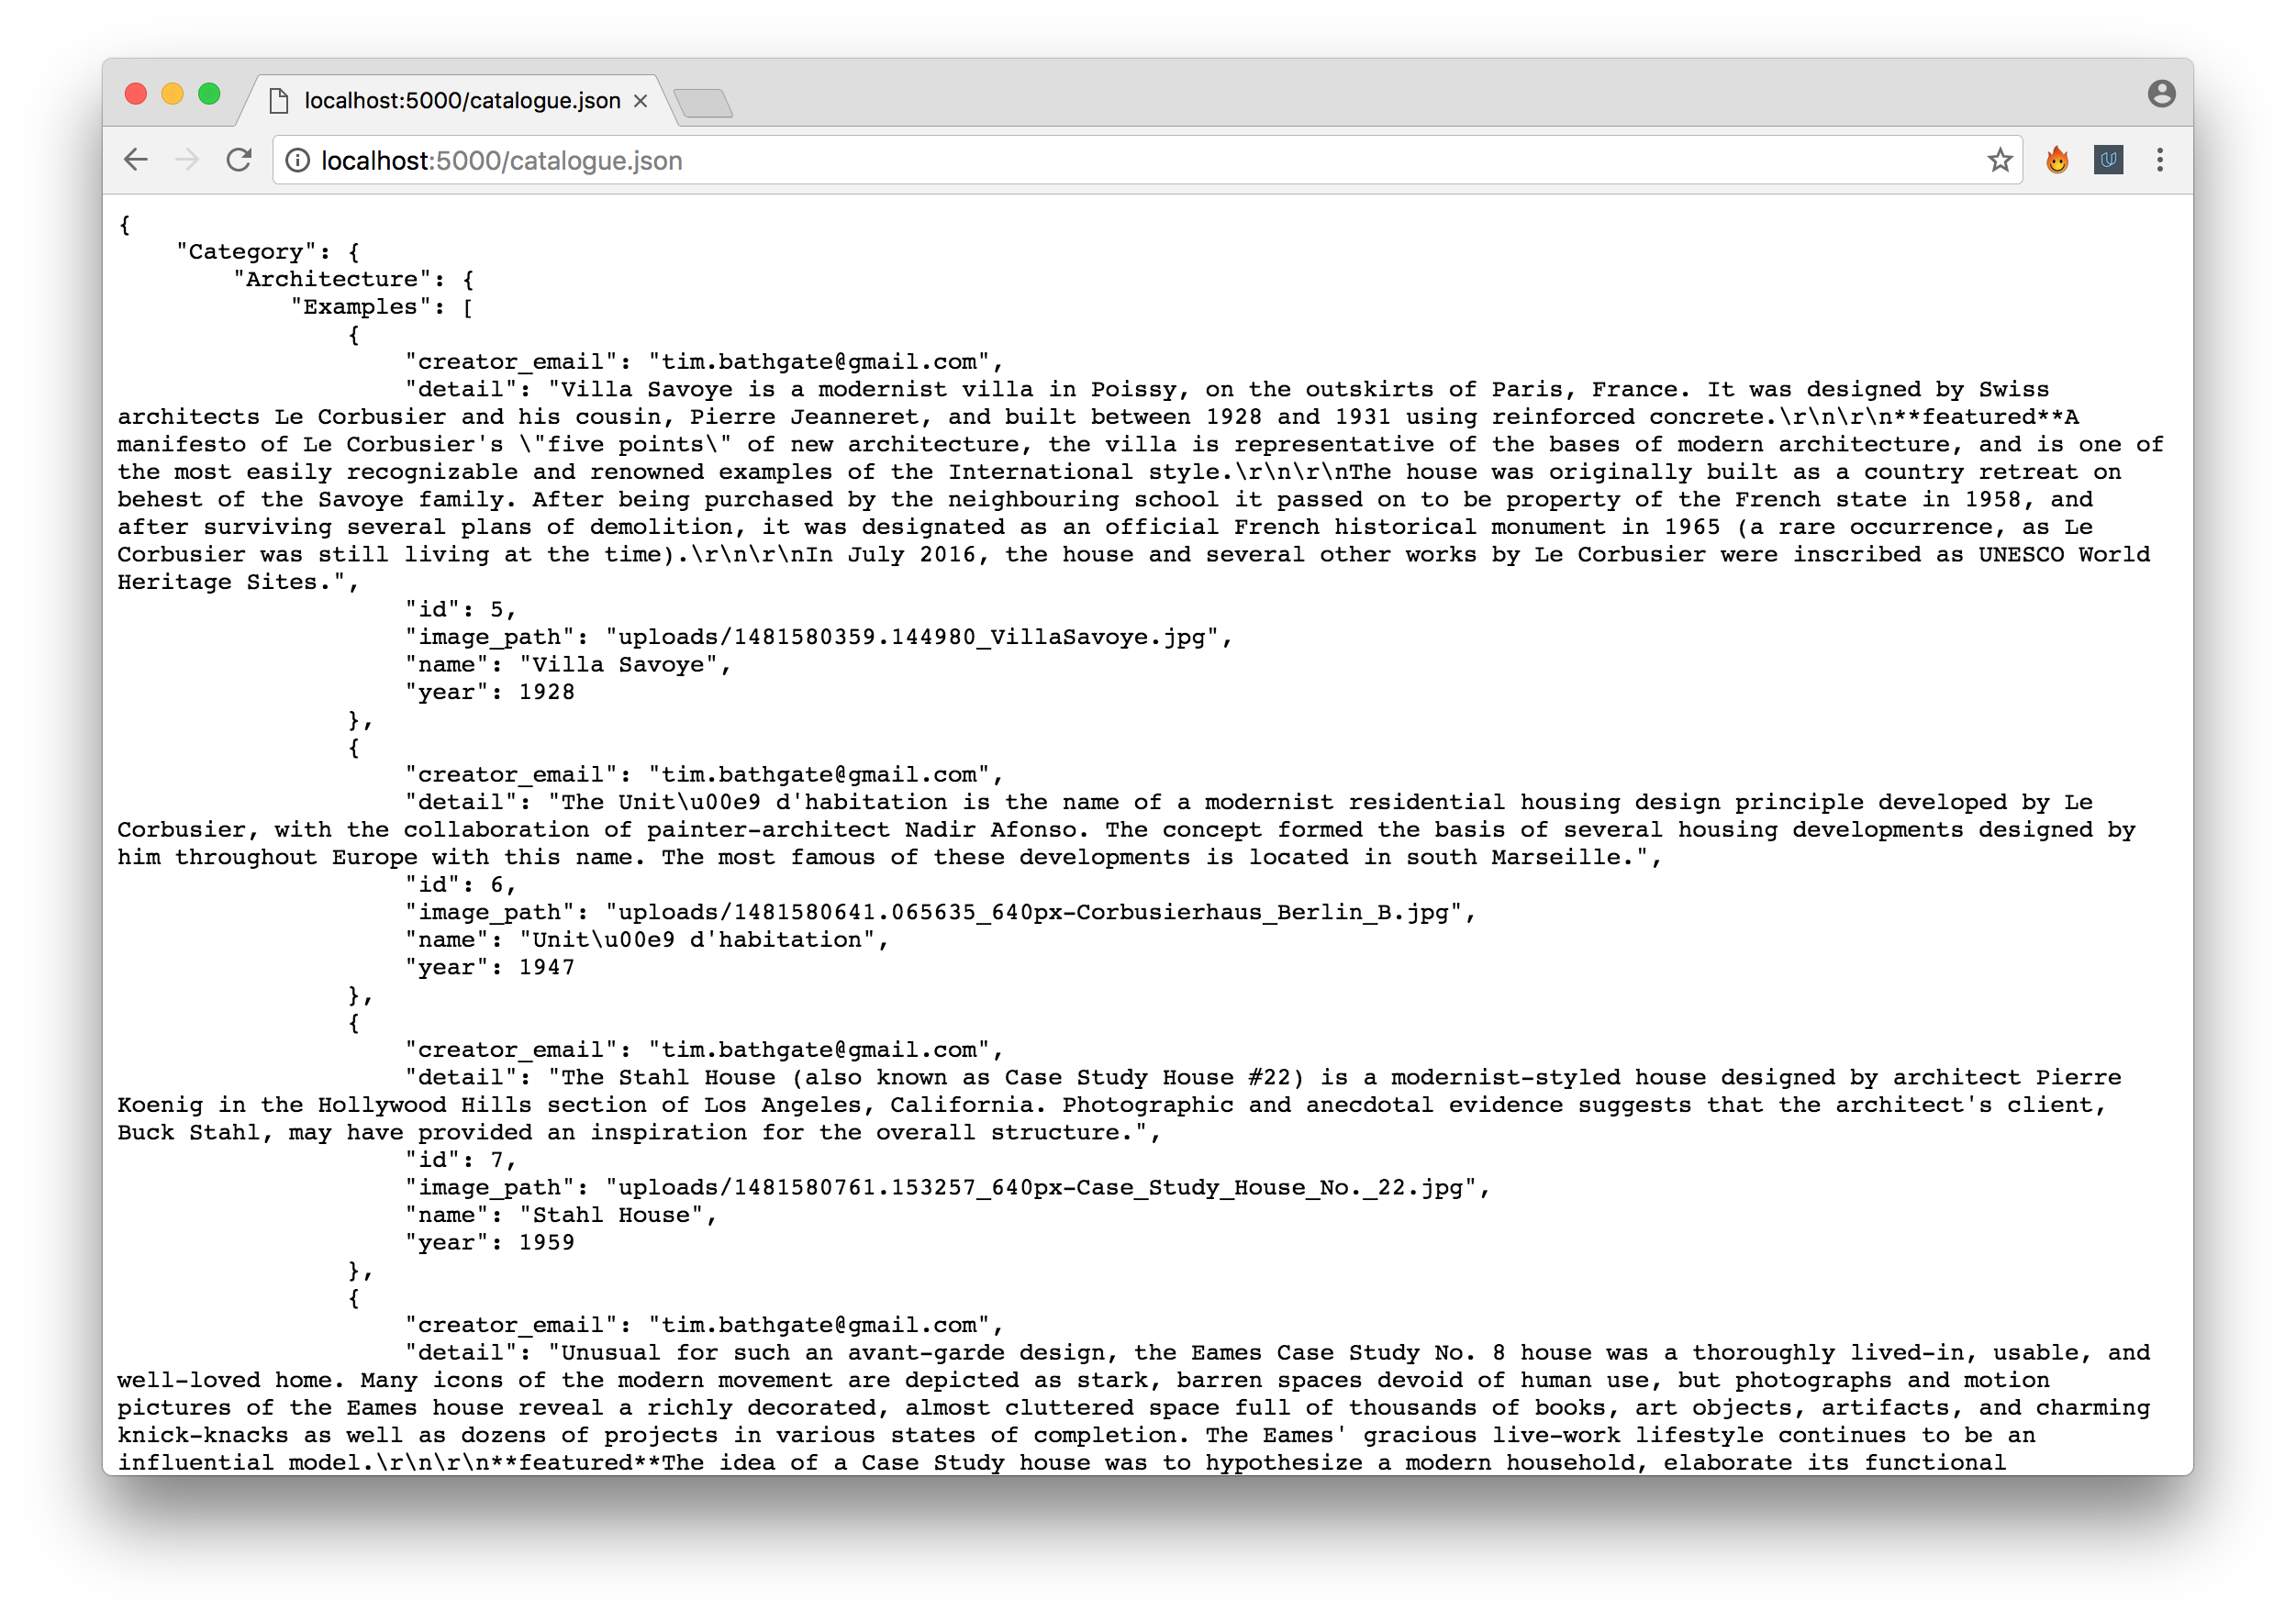 localhost:5000/catalogue.json
localhost:5000/catalogue.json
{
    "Category": {
        "Architecture": {
            "Examples": [
                {
                    "creator_email": "tim.bathgate@gmail.com",
                    "detail": "Villa Savoye is a modernist villa in Poissy, on the outskirts of Paris, France. It was designed by Swiss
architects Le Corbusier and his cousin, Pierre Jeanneret, and built between 1928 and 1931 using reinforced concrete.\r\n\r\n**featured**A
manifesto of Le Corbusier's \"five points\" of new architecture, the villa is representative of the bases of modern architecture, and is one of
the most easily recognizable and renowned examples of the International style.\r\n\r\nThe house was originally built as a country retreat on
behest of the Savoye family. After being purchased by the neighbouring school it passed on to be property of the French state in 1958, and
after surviving several plans of demolition, it was designated as an official French historical monument in 1965 (a rare occurrence, as Le
Corbusier was still living at the time).\r\n\r\nIn July 2016, the house and several other works by Le Corbusier were inscribed as UNESCO World
Heritage Sites.",
                    "id": 5,
                    "image_path": "uploads/1481580359.144980_VillaSavoye.jpg",
                    "name": "Villa Savoye",
                    "year": 1928
                },
                {
                    "creator_email": "tim.bathgate@gmail.com",
                    "detail": "The Unit\u00e9 d'habitation is the name of a modernist residential housing design principle developed by Le
Corbusier, with the collaboration of painter-architect Nadir Afonso. The concept formed the basis of several housing developments designed by
him throughout Europe with this name. The most famous of these developments is located in south Marseille.",
                    "id": 6,
                    "image_path": "uploads/1481580641.065635_640px-Corbusierhaus_Berlin_B.jpg",
                    "name": "Unit\u00e9 d'habitation",
                    "year": 1947
                },
                {
                    "creator_email": "tim.bathgate@gmail.com",
                    "detail": "The Stahl House (also known as Case Study House #22) is a modernist-styled house designed by architect Pierre
Koenig in the Hollywood Hills section of Los Angeles, California. Photographic and anecdotal evidence suggests that the architect's client,
Buck Stahl, may have provided an inspiration for the overall structure.",
                    "id": 7,
                    "image_path": "uploads/1481580761.153257_640px-Case_Study_House_No._22.jpg",
                    "name": "Stahl House",
                    "year": 1959
                },
                {
                    "creator_email": "tim.bathgate@gmail.com",
                    "detail": "Unusual for such an avant-garde design, the Eames Case Study No. 8 house was a thoroughly lived-in, usable, and
well-loved home. Many icons of the modern movement are depicted as stark, barren spaces devoid of human use, but photographs and motion
pictures of the Eames house reveal a richly decorated, almost cluttered space full of thousands of books, art objects, artifacts, and charming
knick-knacks as well as dozens of projects in various states of completion. The Eames' gracious live-work lifestyle continues to be an
influential model.\r\n\r\n**featured**The idea of a Case Study house was to hypothesize a modern household, elaborate its functional